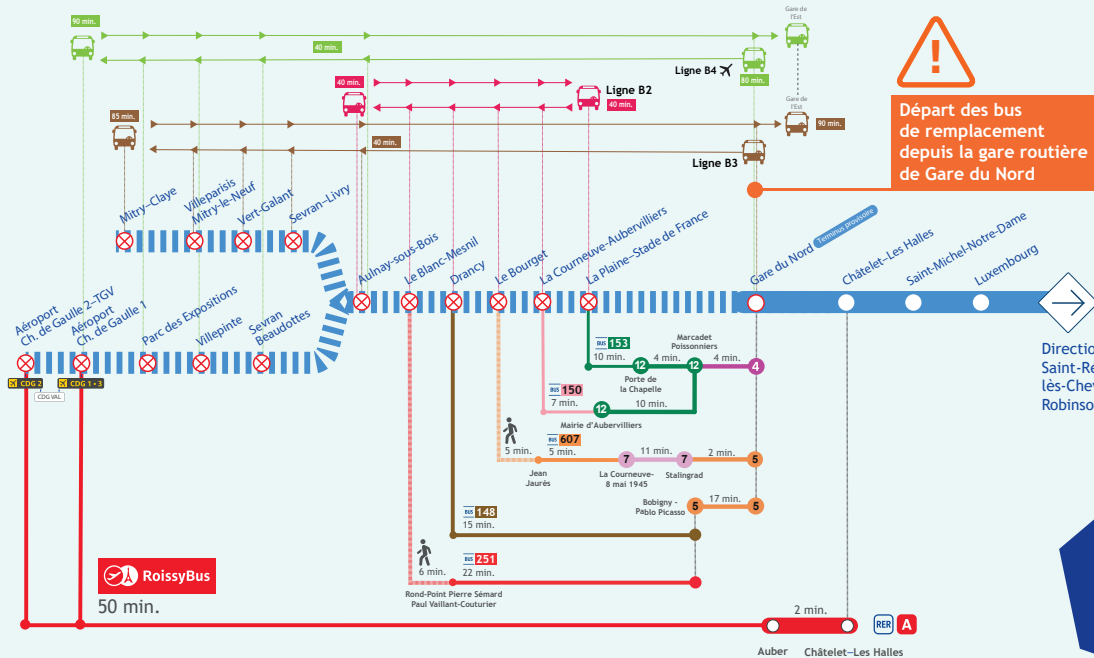 90 min.
Gare de
l'Est
40 min.
Ligne B4
80 min.
40 min.
Ligne B2
40 min.
Gare de
l'Est
85 min.
90 min.
40 min.
Ligne B3
Départ des bus
de remplacement
depuis la gare routière
de Gare du Nord
Mitry–Claye
Villeparisis
Mitry-le-Neuf
Vert-Galant
Sevran–Livry
Aulnay-sous-Bois
Le Blanc-Mesnil
Drancy
Le Bourget
La Courneuve-Aubervilliers
La Plaine–Stade de France
Gare du Nord
Terminus provisoire
Châtelet–Les Halles
Saint-Michel-Notre-Dame
Luxembourg
Aéroport
Ch. de Gaulle 2–TGV
Aéroport
Ch. de Gaulle 1
Parc des Expositions
Villepinte
Sevran
Beaudottes
CDG 2
CDG 1 • 3
CDG VAL
Direction
Saint-Re
lès-Chev
Robinso
BUS 153
10 min.
12
Porte de
la Chapelle
4 min.
Marcadet
Poissonniers
12
4 min.
4
BUS 150
7 min.
12
10 min.
Mairie d'Aubervilliers
5 min.
BUS 607
5 min.
Jean
Jaurès
7
La Courneuve-
8 mai 1945
11 min.
7
Stalingrad
2 min.
5
Bobigny -
Pablo Picasso
5
17 min.
5
BUS 148
15 min.
6 min.
BUS 251
22 min.
Rond-Point Pierre Sémard
Paul Vaillant-Couturier
RoissyBus
50 min.
2 min.
Auber
Châtelet–Les Halles
RER A